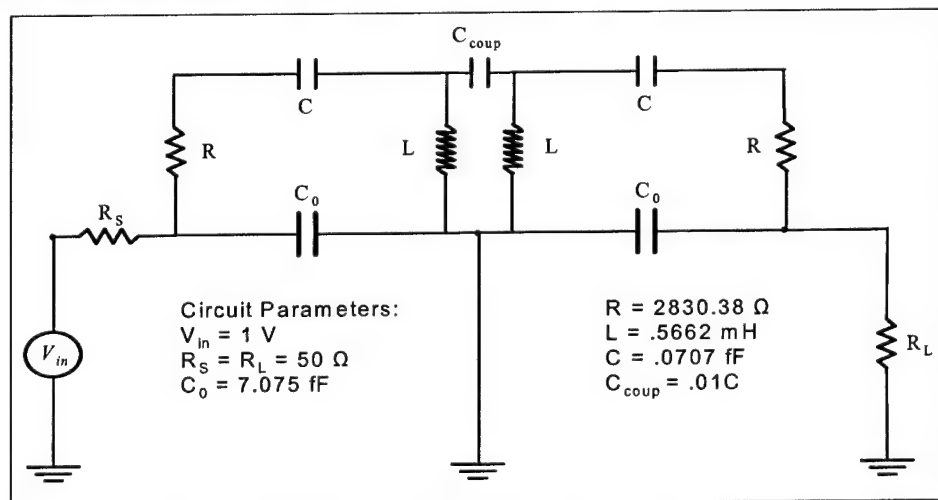 C_coup
C
C
R
L
L
R
C_0
C_0
R_S
V_in
R_L
Circuit Parameters:
V_in = 1 V
R_S = R_L = 50 Ω
C_0 = 7.075 fF
R = 2830.38 Ω
L = .5662 mH
C = .0707 fF
C_coup = .01C